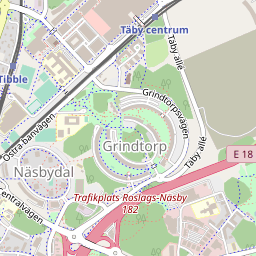 Täby centrum
Täby allé
Tibble
Grindtorpsvägen
Östra banvägen
Täby allé
Grindtorp
E 18
Näsbydal
Trafikplats Roslags-Näsby
182
Centralvägen